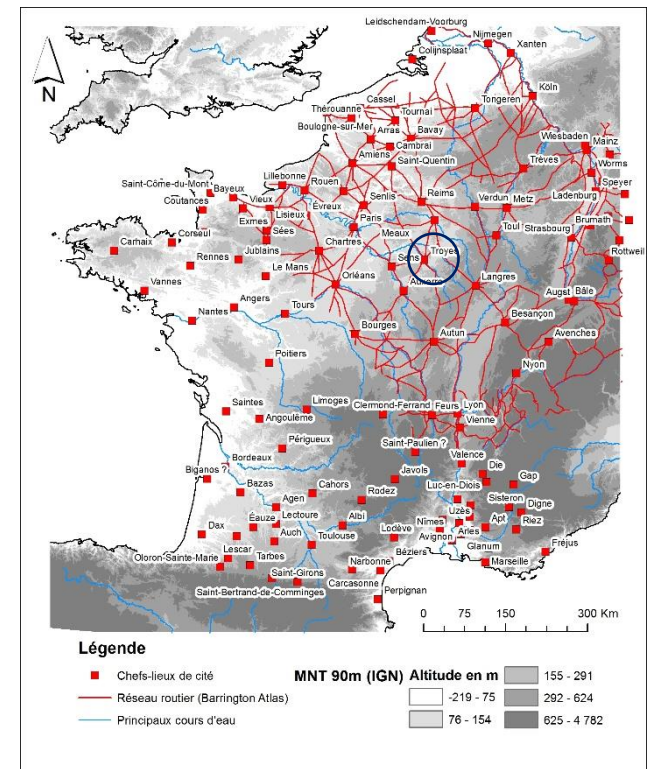 Leidschendam-Voorburg
Nijmegen
Colijnsplaat
Xanten
Cassel
Köln
Thérouanne
Tournai
Tongeren
Boulogne-sur-Mer
Arras
Bavay
Cambrai
Wiesbaden
Mainz
Amiens
Saint-Quentin
Trèves
Worms
Lillebonne
Rouen
Speyer
Saint-Côme-du-Mont
Bayeux
Senlis
Reims
Verdun
Metz
Ladenburg
Coutances
Vieux
Évreux
Lisieux
Paris
Exmes
Meaux
Toul
Brumath
Carhaix
Corseul
Sées
Strasbourg
Chartres
Troyes
Rottweil
Rennes
Jublains
Sens
Le Mans
Orléans
Auxerre
Langres
Augst
Bâle
Vannes
Angers
Tours
Besançon
Nantes
Bourges
Autun
Avenches
Poitiers
Nyon
Saintes
Limoges
Clermond-Ferrand
Feurs
Lyon
Angoulême
Vienne
Périgueux
Saint-Paulien ?
Bordeaux
Valence
Biganos ?
Die
Javols
Gap
Bazas
Cahors
Luc-en-Diois
Agen
Rodez
Sisteron
Digne
Lectoure
Uzès
Dax
Éauze
Albi
Nîmes
Apt
Riez
Auch
Lodève
Arles
Toulouse
Avignon
Glanum
Fréjus
Lescar
Tarbes
Béziers
Oloron-Sainte-Marie
Marseille
Saint-Girons
Narbonne
Saint-Bertrand-de-Comminges
Carcasonne
Perpignan
N
0 75 150 300 Km
Légende
Chefs-lieux de cité
Réseau routier (Barrington Atlas)
Principaux cours d'eau
MNT 90m (IGN) Altitude en m
-219 - 75
76 - 154
155 - 291
292 - 624
625 - 4 782